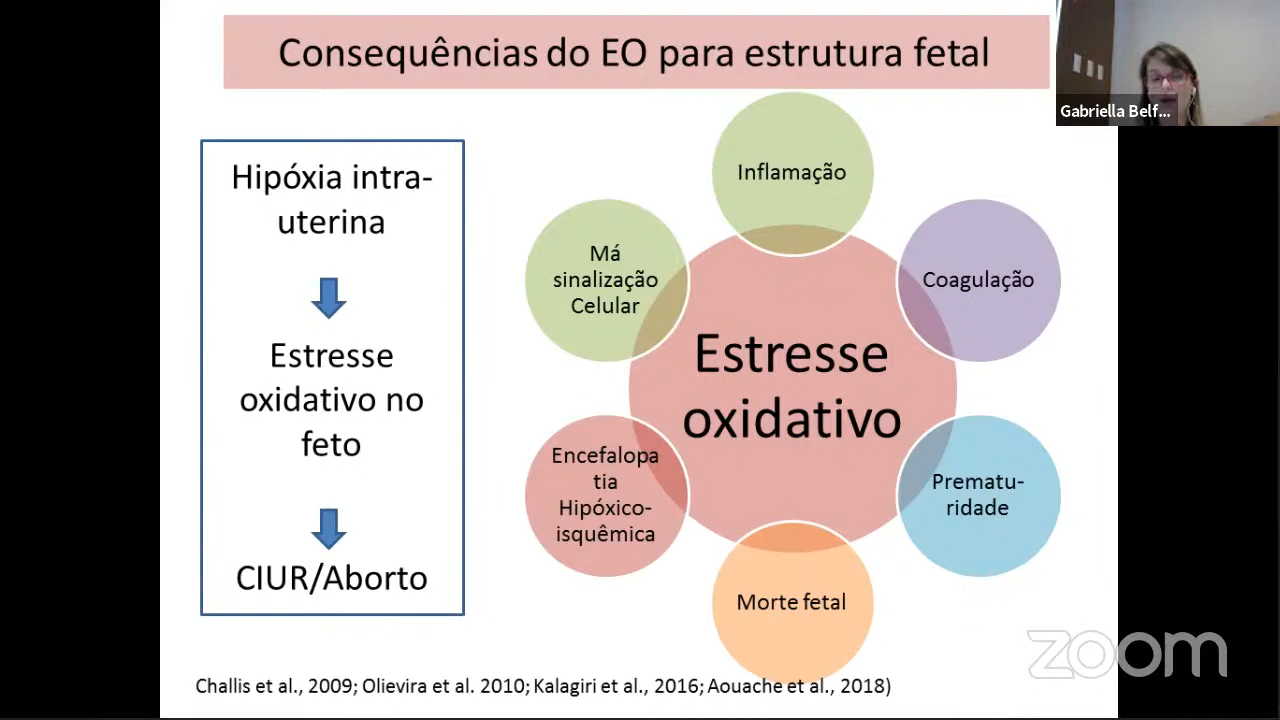 Consequências do EO para estrutura fetal
Gabriella Belf...
Hipóxia intra-
uterina
Estresse
oxidativo no
feto
CIUR/Aborto
Inflamação
Má
sinalização
Celular
Coagulação
Estresse
oxidativo
Encefalopa
tia
Hipóxico-
isquêmica
Prematu-
ridade
Morte fetal
Challis et al., 2009; Olievira et al. 2010; Kalagiri et al., 2016; Aouache et al., 2018)
zoom